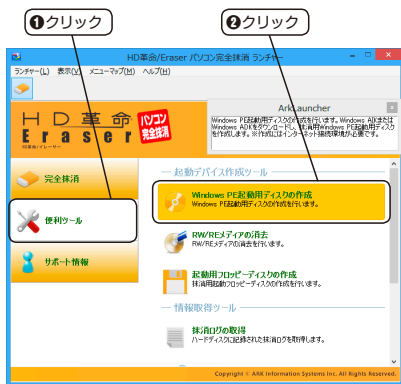 ❶クリック
❷クリック
HD革命/Eraser パソコン完全抹消 ランチャー
ランチャー(L) 表示(V) メニューマップ(M) ヘルプ(H)
ArkLauncher
HD革命
Eraser
パソコン
完全抹消
HD革命/イレーサー
Windows PE起動用ディスクの作成を行います。Windows AIKまたは
Windows ADKをダウンロードし、抹消用Windows PE起動用ディスク
を作成します。※作成にはインターネット接続環境が必要です。
完全抹消
便利ツール
サポート情報
起動デバイス作成ツール
Windows PE起動用ディスクの作成
Windows PE起動用ディスクの作成を行います。
RW/REメディアの消去
RW/REメディアの消去を行います。
起動用フロッピーディスクの作成
抹消用起動フロッピーディスクの作成を行います。
情報取得ツール
抹消ログの取得
ハードディスクに記録された抹消ログを取得します。
Copyright © ARK Information Systems Inc. All Rights Reserved.